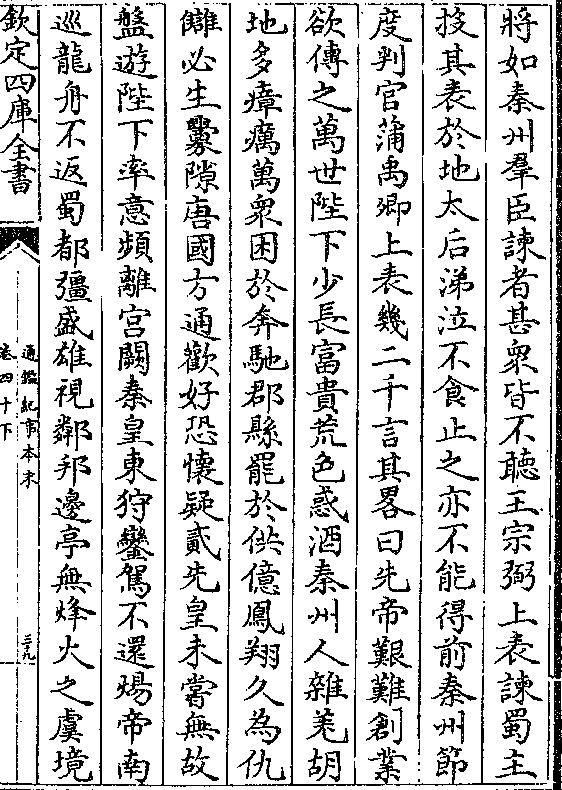 將如秦州羣臣諫者甚衆皆不聽王宗弼上表諫蜀主
投其表於地太后涕泣不食止之亦不能得前秦州節
度判官蒲禹卿上表幾二千言其畧曰先帝艱難創業
欲傳之萬世陛下少長富貴荒色惑酒秦州人雜羌胡
地多瘴癘萬衆困於奔馳郡縣罷於供億鳳翔久為仇
讎必生釁隙唐國方通歡好恐懷疑貳先皇未嘗無故
盤遊陛下率意頻離宮闕秦皇東狩鑾駕不還煬帝南
巡龍舟不返蜀都彊盛雄視鄰邦邊亭無烽火之虞境
欽定四庫全書
通鑑紀事本末
卷四十下
三九